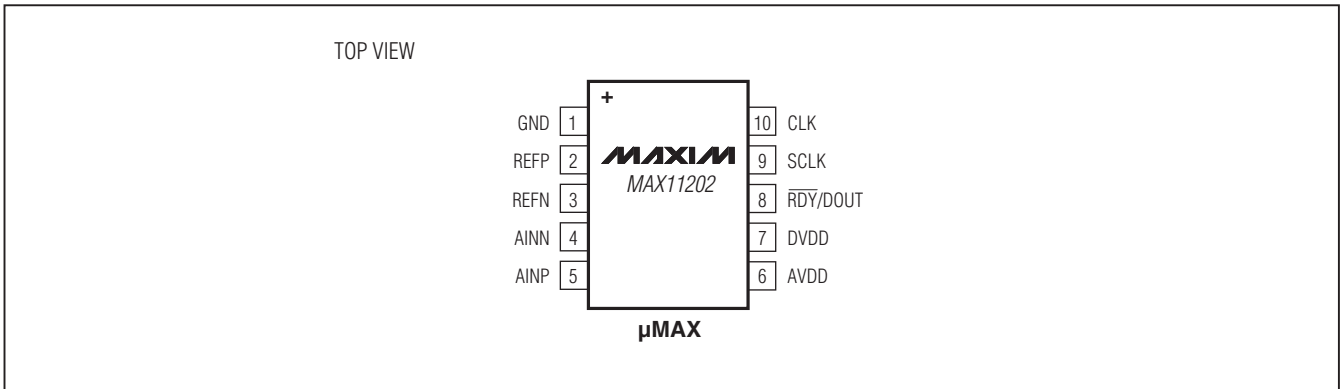 TOP VIEW
+
GND 1
REFP 2
REFN 3
AINN 4
AINP 5
MAXIM
MAX11202
10 CLK
9 SCLK
8 R̅D̅Y̅/DOUT
7 DVDD
6 AVDD
µMAX